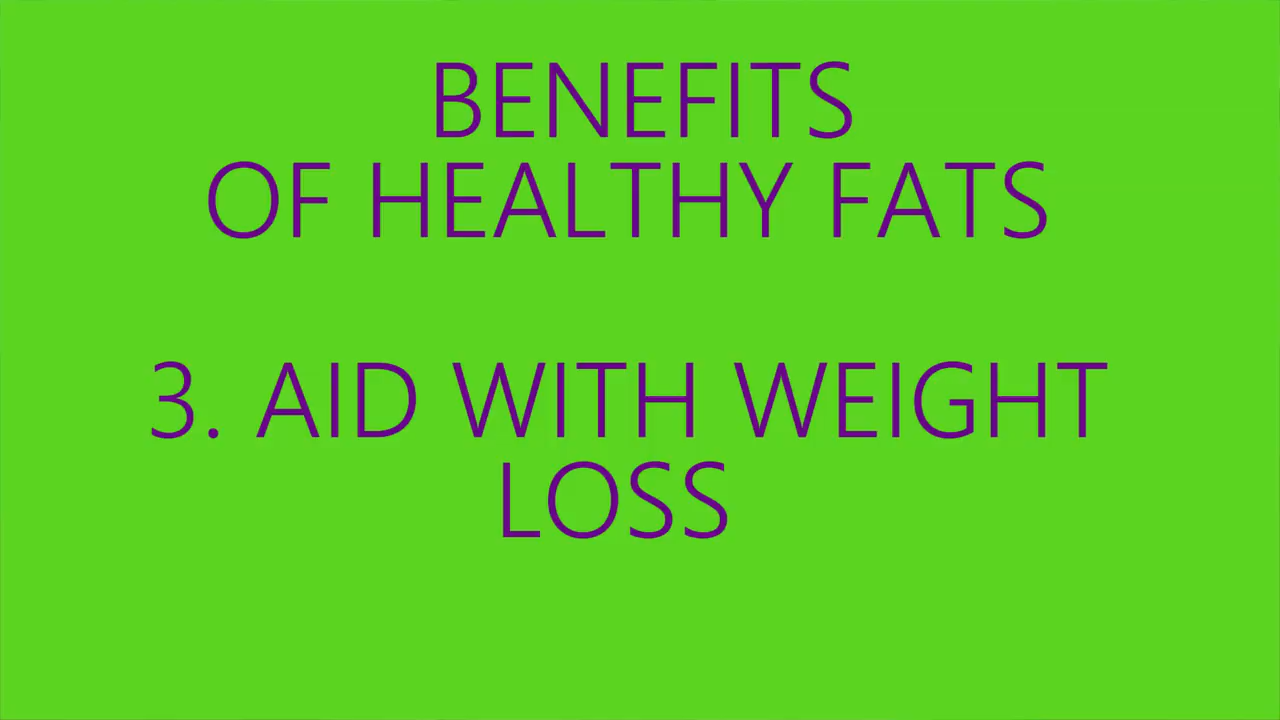 BENEFITS
OF HEALTHY FATS
3. AID WITH WEIGHT
LOSS